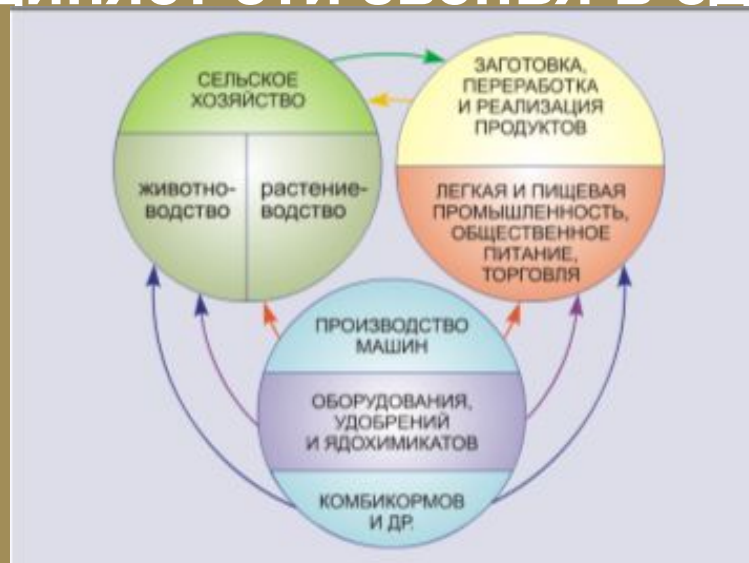 СЕЛЬСКОЕ
ХОЗЯЙСТВО
животно-
водство
растение-
водство
ЗАГОТОВКА,
ПЕРЕРАБОТКА
И РЕАЛИЗАЦИЯ
ПРОДУКТОВ
ЛЕГКАЯ И ПИЩЕВАЯ
ПРОМЫШЛЕННОСТЬ,
ОБЩЕСТВЕННОЕ
ПИТАНИЕ,
ТОРГОВЛЯ
ПРОИЗВОДСТВО
МАШИН
ОБОРУДОВАНИЯ,
УДОБРЕНИЙ
И ЯДОХИМИКАТОВ
КОМБИКОРМОВ
И ДР.